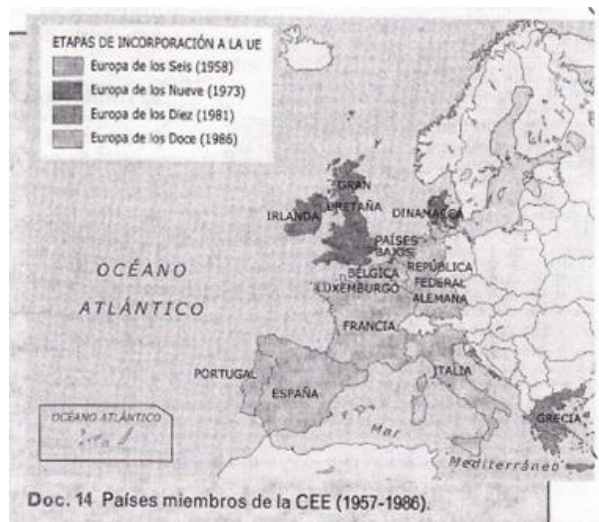 ETAPAS DE INCORPORACIÓN A LA UE
Europa de los Seis (1958)
Europa de los Nueve (1973)
Europa de los Diez (1981)
Europa de los Doce (1986)
GRAN
BRETAÑA
IRLANDA
DINAMARCA
PAÍSES
BAJOS
BÉLGICA
LUXEMBURGO
REPÚBLICA
FEDERAL
ALEMANA
OCÉANO
ATLÁNTICO
FRANCIA
PORTUGAL
ESPAÑA
ITALIA
GRECIA
OCÉANO ATLÁNTICO
Mar
Mediterráneo
Doc. 14 Países miembros de la CEE (1957-1986).